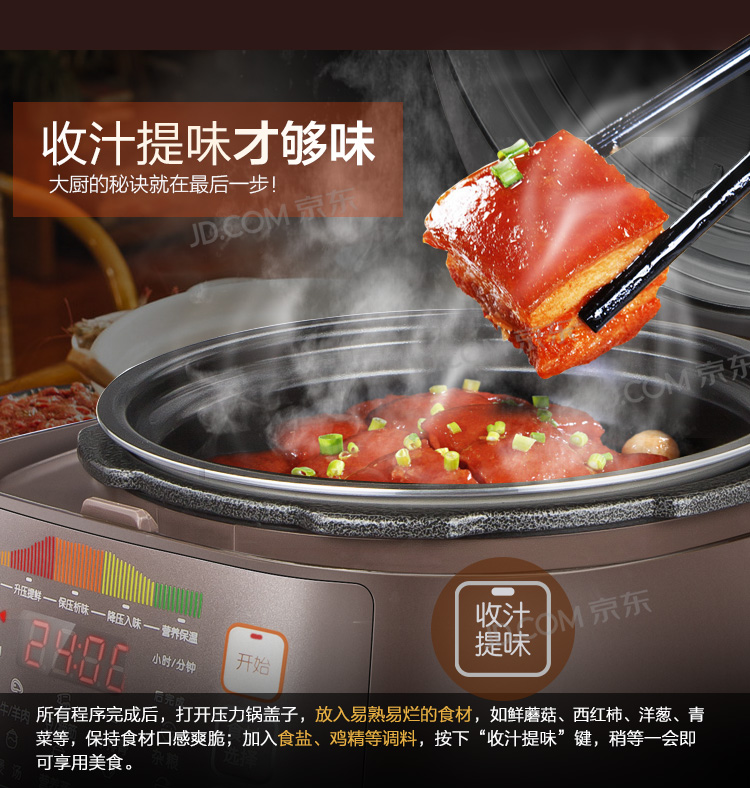 收汁提味才够味
大厨的秘诀就在最后一步！
JD.COM 京东
COM 京东
升压提鲜 保压析味 降压入味 营养保温
24:06
小时/分钟
开始
收汁
提味
COM 京东
牛/羊肉
所有程序完成后，打开压力锅盖子，放入易熟易烂的食材，如鲜蘑菇、西红柿、洋葱、青
菜等，保持食材口感爽脆；加入食盐、鸡精等调料，按下“收汁提味”键，稍等一会即
可享用美食。